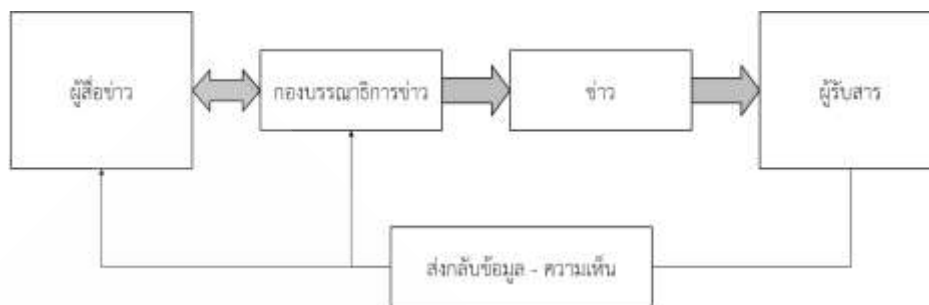 ผู้สื่อข่าว
กองบรรณาธิการข่าว
ข่าว
ผู้รับสาร
ส่งกลับข้อมูล - ความเห็น